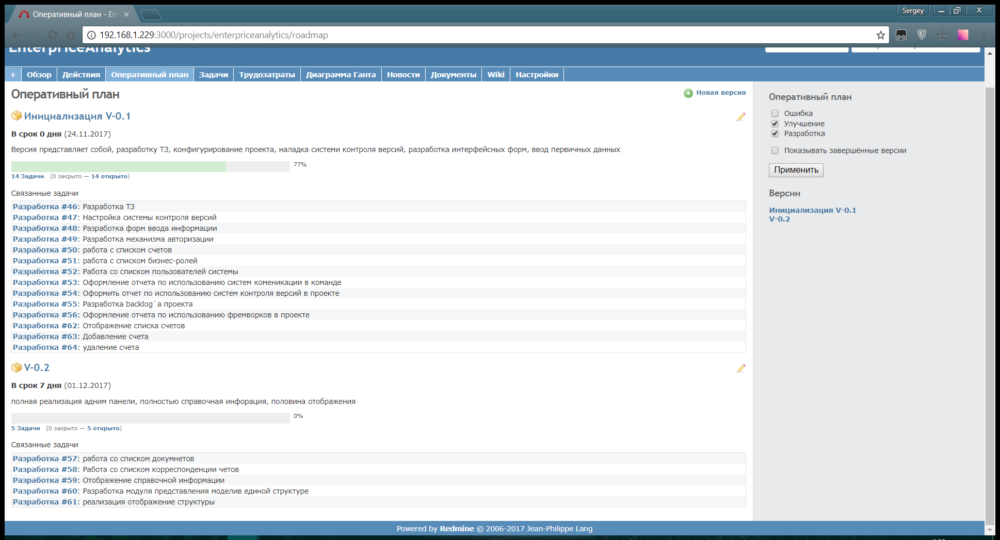 Оперативный план - En
Sergey
192.168.1.229:3000/projects/enterpriceanalytics/roadmap
EnterpriceAnalytics
+ Обзор Действия Оперативный план Задачи Трудозатраты Диаграмма Ганта Новости Документы Wiki Настройки
Оперативный план
Новая версия
Инициализация V-0.1
В срок 0 дня (24.11.2017)
Версия представляет собой, разработку ТЗ, конфигурирование проекта, наладка системи контроля версий, разработка интерфейсных форм, ввод первичных данных
77%
14 Задачи (0 закрыто — 14 открыто)
Связанные задачи
Разработка #46: Разработка ТЗ
Разработка #47: Настройка системы контроля версий
Разработка #48: Разработка форм ввода информации
Разработка #49: Разработка механизма авторизации
Разработка #50: работа с списком счетов
Разработка #51: работа с списком бизнес-ролей
Разработка #52: Работа со списком пользователей системы
Разработка #53: Оформление отчета по использованию систем коменикации в команде
Разработка #54: Оформить отчет по использованию систем контроля версий в проекте
Разработка #55: Разработка backlog`а проекта
Разработка #56: Оформление отчета по использованию фремворков в проекте
Разработка #62: Отображение списка счетов
Разработка #63: Добавление счета
Разработка #64: удаление счета
V-0.2
В срок 7 дня (01.12.2017)
полная реализация адним панели, полностью справочная инфорация, половина отображения
0%
5 Задачи (0 закрыто — 5 открыто)
Связанные задачи
Разработка #57: работа со списком докумнетов
Разработка #58: Работа со списком корреспонденции четов
Разработка #59: Отображение справочной информации
Разработка #60: Разработка модуля представления моделив единой структуре
Разработка #61: реализация отображение структуры
Оперативный план
Ошибка
Улучшение
Разработка
Показывать завершённые версии
Применить
Версии
Инициализация V-0.1
V-0.2
Powered by Redmine © 2006-2017 Jean-Philippe Lang